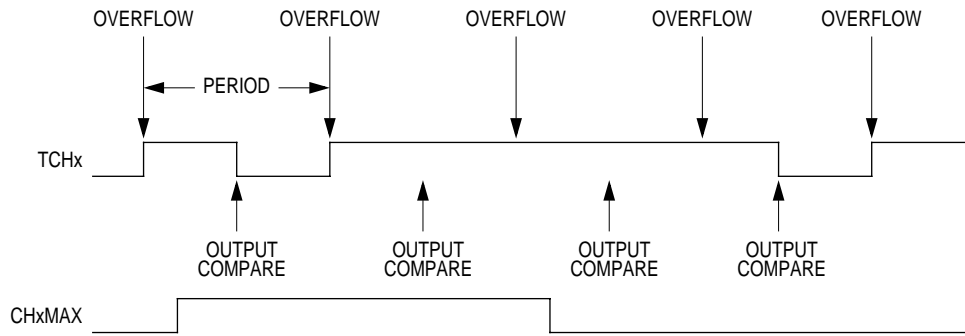 OVERFLOW OVERFLOW OVERFLOW OVERFLOW OVERFLOW
PERIOD
TCHx
OUTPUT COMPARE
OUTPUT COMPARE
OUTPUT COMPARE
OUTPUT COMPARE
CHxMAX